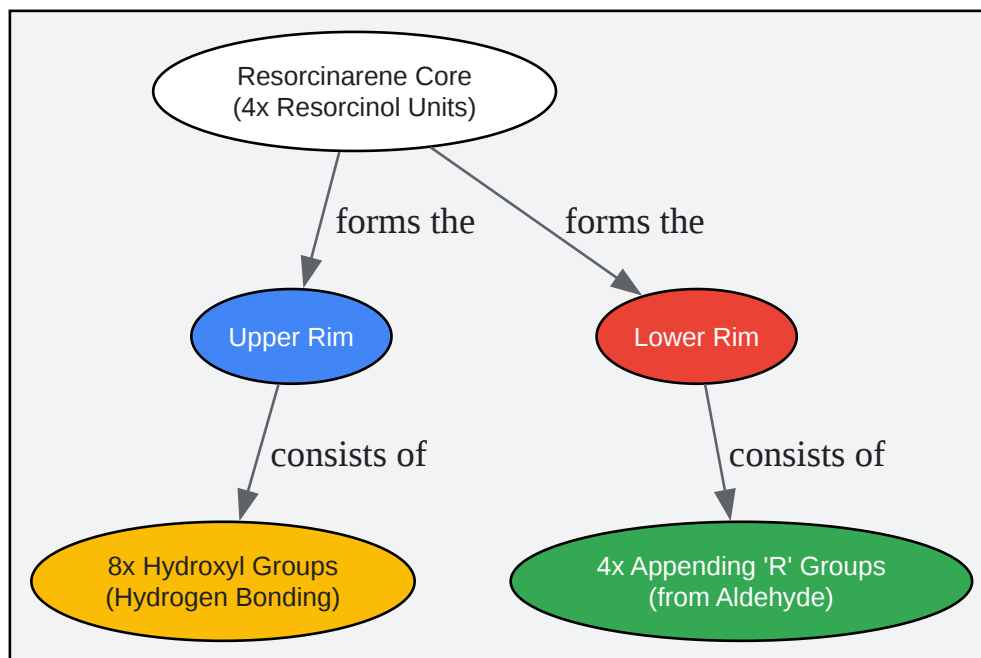 Resorcinarene Core
(4x Resorcinol Units)
forms the
forms the
Upper Rim
Lower Rim
consists of
consists of
8x Hydroxyl Groups
(Hydrogen Bonding)
4x Appending 'R' Groups
(from Aldehyde)